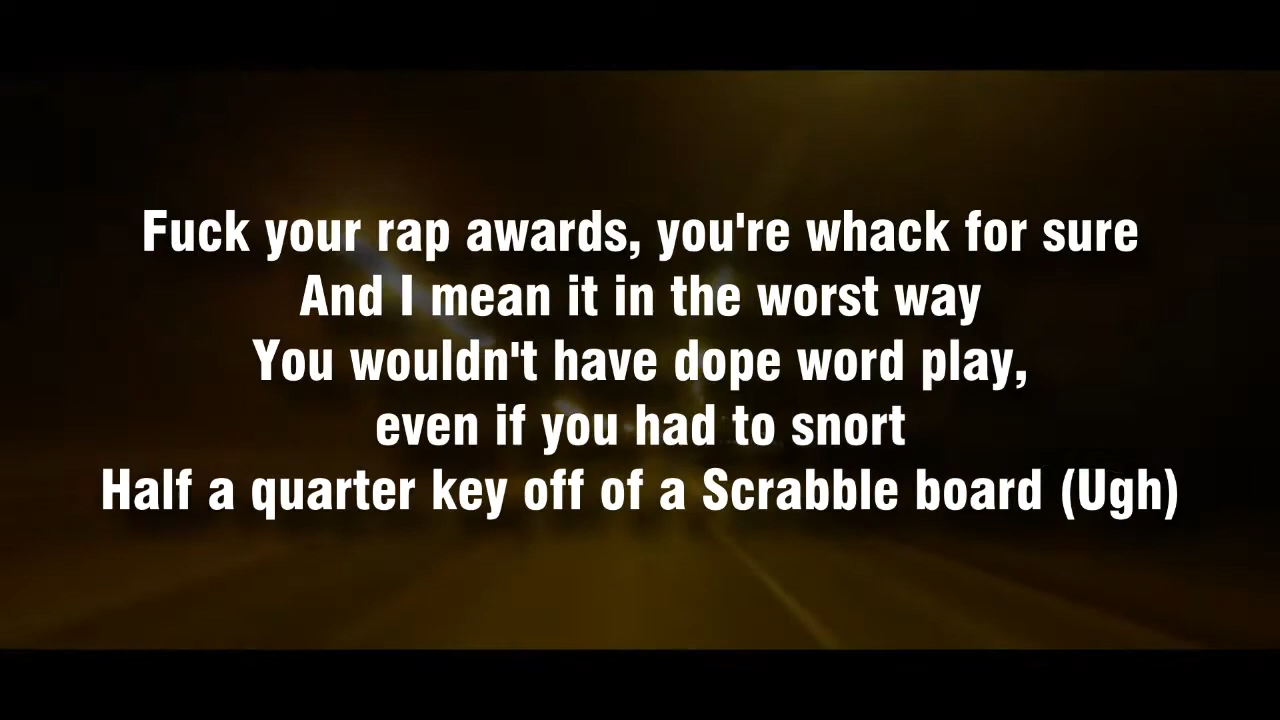 Fuck your rap awards, you're whack for sure
And I mean it in the worst way
You wouldn't have dope word play,
even if you had to snort
Half a quarter key off of a Scrabble board (Ugh)